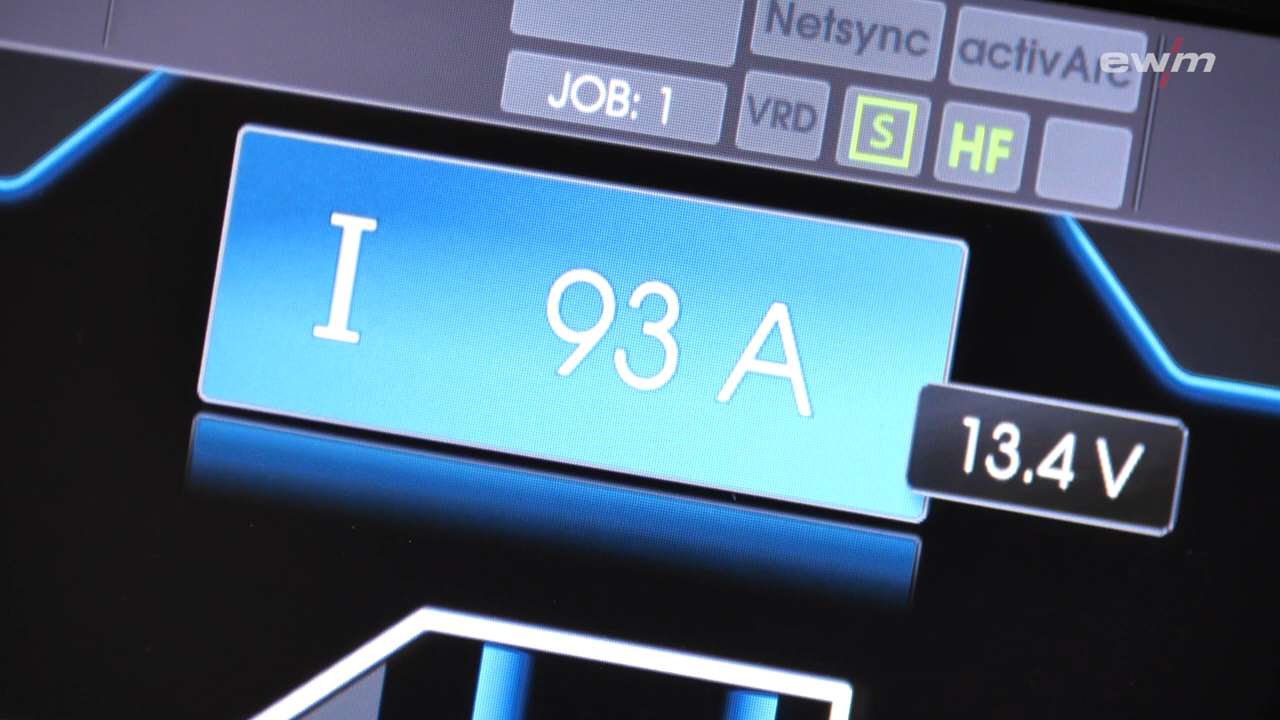 Netsync activArc
ewm
JOB: 1 VRD S HF
I 93 A
13.4 V